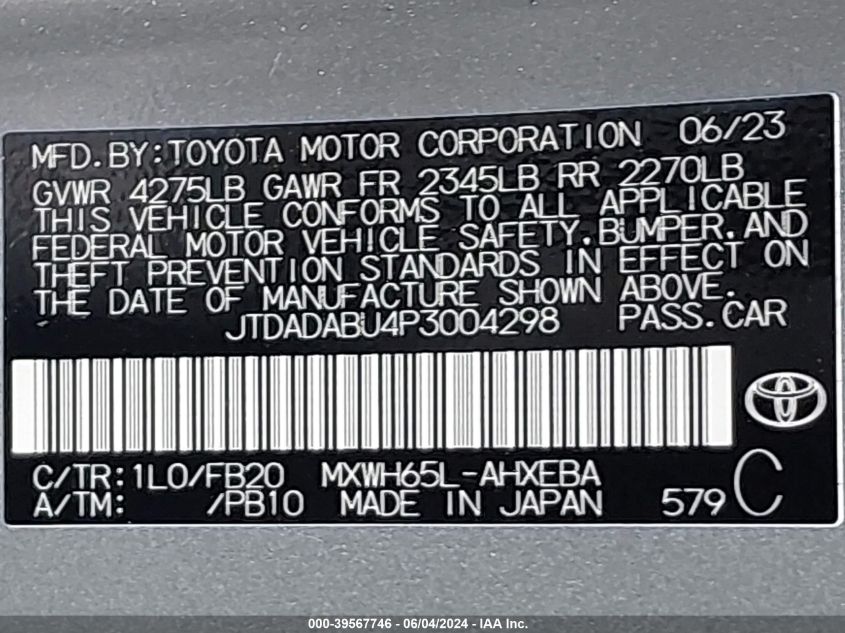 MFD.BY:TOYOTA MOTOR CORPORATION 06/23
GVWR 4275LB GAWR FR 2345LB RR 2270LB
THIS VEHICLE CONFORMS TO ALL APPLICABLE
FEDERAL MOTOR VEHICLE SAFETY,BUMPER,AND
THEFT PREVENTION STANDARDS IN EFFECT ON
THE DATE OF MANUFACTURE SHOWN ABOVE.
JTDADABU4P3004298 PASS.CAR
C/TR:1L0/FB20 MXWH65L-AHXEBA
A/TM: /PB10 MADE IN JAPAN 579 C
000-39567746 - 06/04/2024 - IAA Inc.